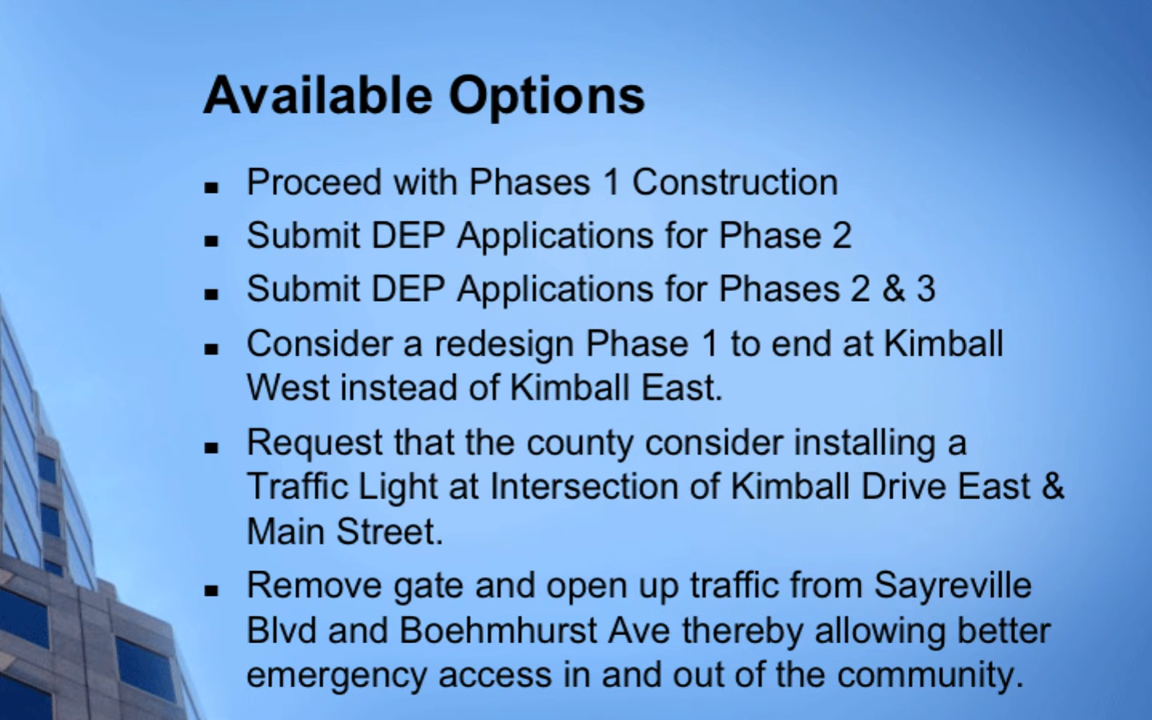 Available Options
▪ Proceed with Phases 1 Construction
▪ Submit DEP Applications for Phase 2
▪ Submit DEP Applications for Phases 2 & 3
▪ Consider a redesign Phase 1 to end at Kimball
West instead of Kimball East.
▪ Request that the county consider installing a
Traffic Light at Intersection of Kimball Drive East &
Main Street.
▪ Remove gate and open up traffic from Sayreville
Blvd and Boehmhurst Ave thereby allowing better
emergency access in and out of the community.